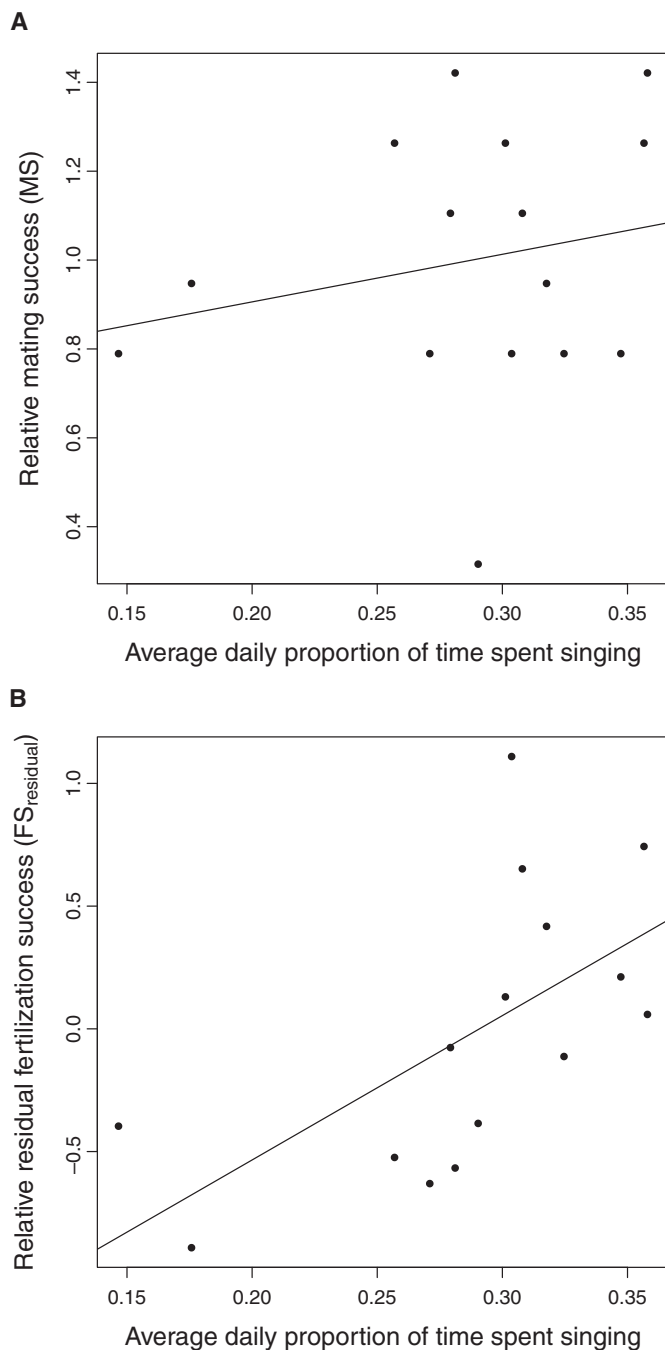 A
Relative mating success (MS)
1.4
1.2
1.0
0.8
0.6
0.4
0.15 0.20 0.25 0.30 0.35
Average daily proportion of time spent singing
B
Relative residual fertilization success (FSresidual)
1.0
0.5
0.0
−0.5
0.15 0.20 0.25 0.30 0.35
Average daily proportion of time spent singing